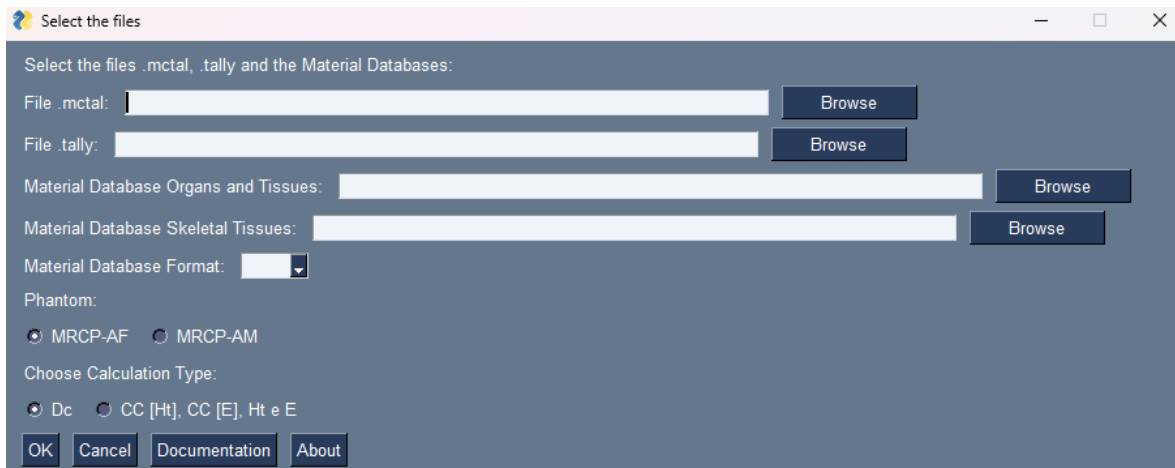 Select the files
Select the files .mctal, .tally and the Material Databases:
File .mctal: Browse
File .tally: Browse
Material Database Organs and Tissues: Browse
Material Database Skeletal Tissues: Browse
Material Database Format:
Phantom:
MRCP-AF MRCP-AM
Choose Calculation Type:
Dc CC [Ht], CC [E], Ht e E
OK Cancel Documentation About